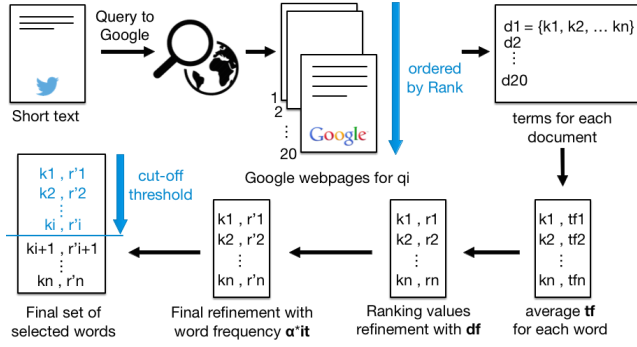 Query to
Google
Short text
1
2
⋮
20
Google
Google webpages for qi
ordered
by Rank
d1 = {k1, k2, … kn}
d2
⋮
d20
terms for each
document
k1 , tf1
k2 , tf2
⋮
kn , tfn
average tf
for each word
k1 , r1
k2 , r2
⋮
kn , rn
Ranking values
refinement with df
k1 , r'1
k2 , r'2
⋮
kn , r'n
Final refinement with
word frequency α*it
k1 , r'1
k2 , r'2
⋮
ki , r'i
ki+1 , r'i+1
⋮
kn , r'n
cut-off
threshold
Final set of
selected words